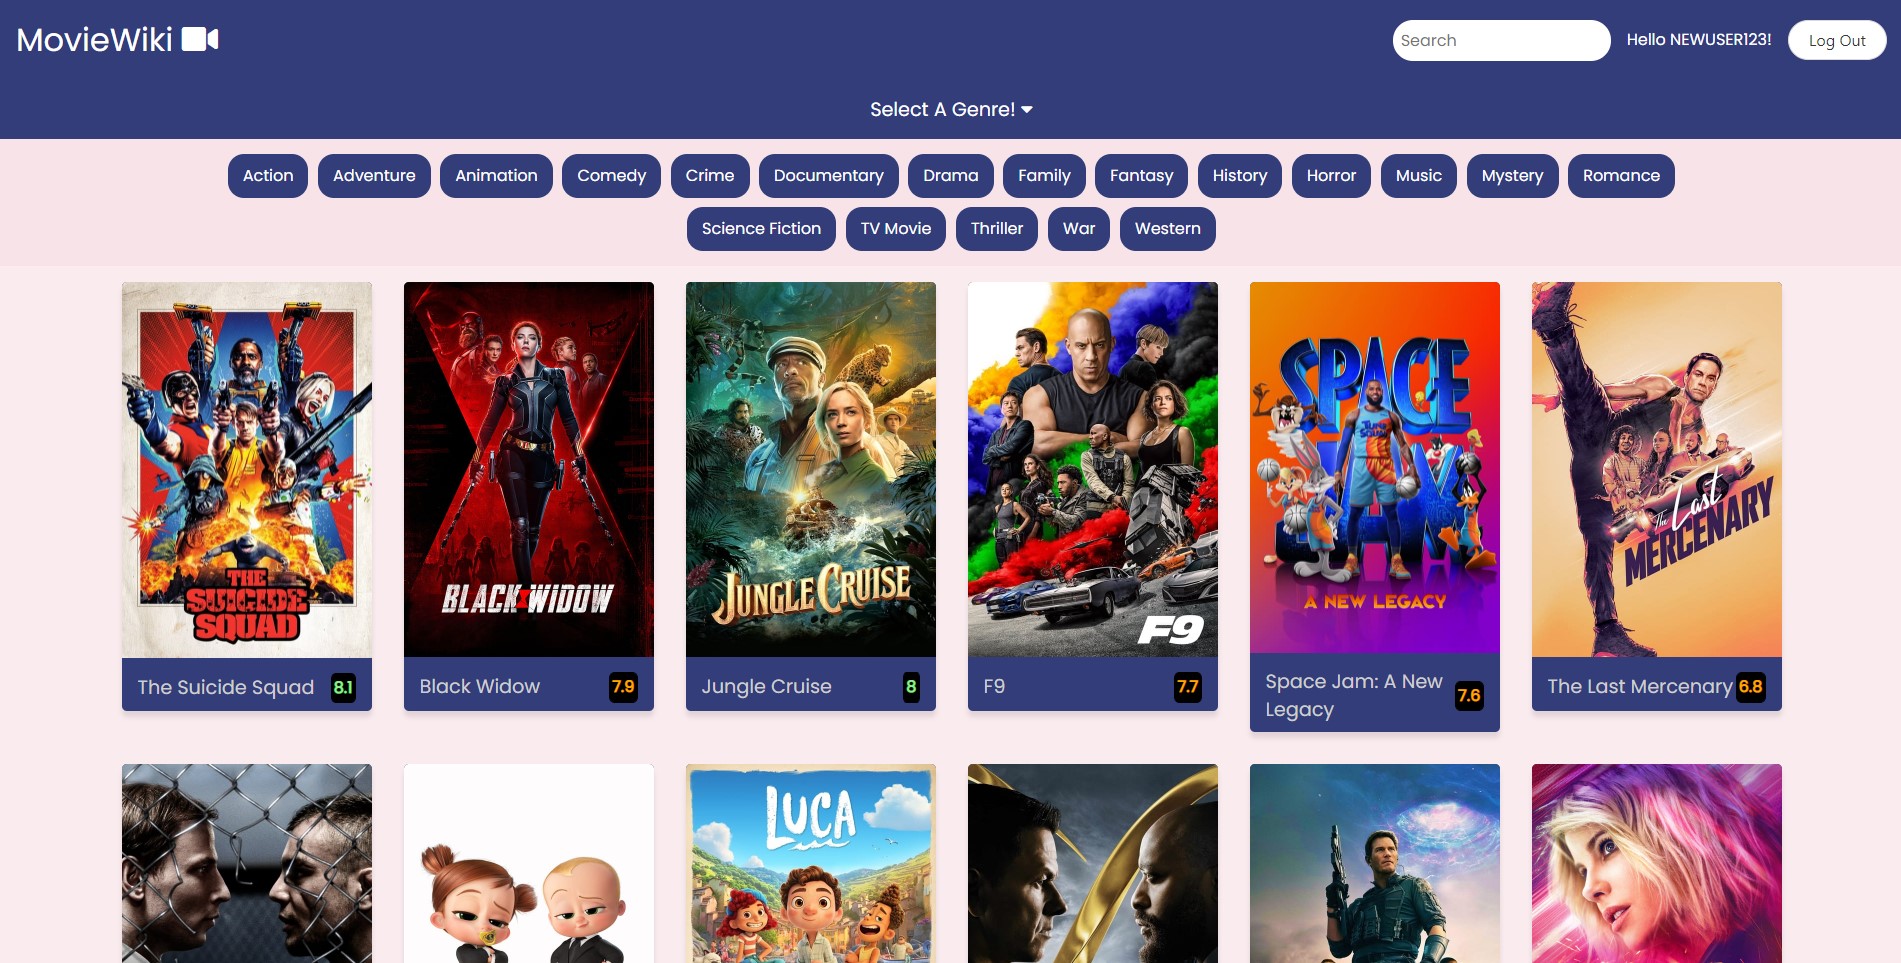 MovieWiki
Search
Hello NEWUSER123!
Log Out
Select A Genre!
Action Adventure Animation Comedy Crime Documentary Drama Family Fantasy History Horror Music Mystery Romance
Science Fiction TV Movie Thriller War Western
THE
SUICIDE
SQUAD
BLACK WIDOW
JUNGLE CRUISE
F9
SPACE
JAM
TUNE SQUAD
A NEW LEGACY
The Last
MERCENARY
The Suicide Squad 8.1
Black Widow 7.9
Jungle Cruise 8
F9 7.7
Space Jam: A New
Legacy 7.6
The Last Mercenary 6.8
LUCA